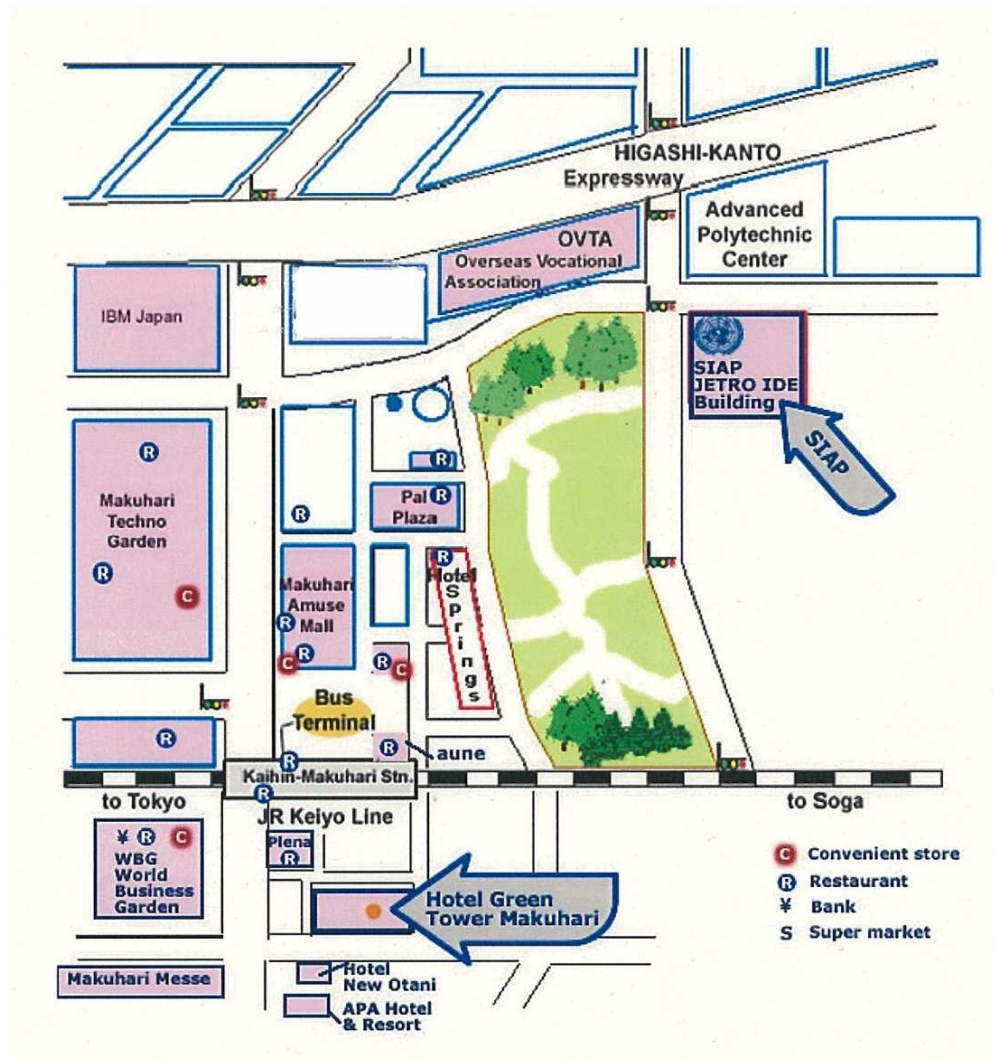 HIGASHI-KANTO
Expressway
OVTA
Overseas Vocational
Association
Advanced
Polytechnic
Center
IBM Japan
SIAP
JETRO IDE
Building
SIAP
R
R
Pal R
Plaza
R
Makuhari
Techno
Garden
R
C
R
Hotel
Springs
Makuhari
Amuse
Mall
R
R
C
R
C
Bus
Terminal
R
R
aune
R
Kaihin-Makuhari Stn.
R
to Tokyo
to Soga
JR Keiyo Line
¥ R C
WBG
World
Business
Garden
Plena
R
Hotel Green
Tower Makuhari
C Convenient store
R Restaurant
¥ Bank
S Super market
Makuhari Messe
Hotel
New Otani
APA Hotel
& Resort